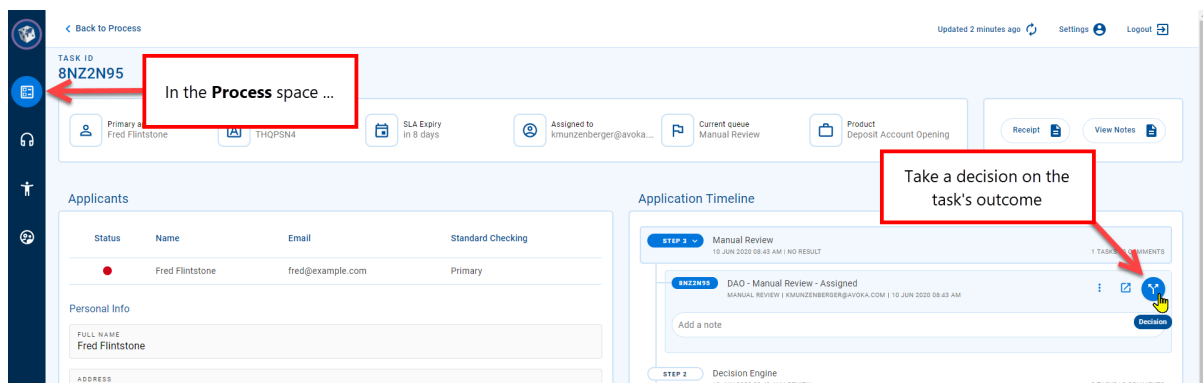 Back to Process
Updated 2 minutes ago
Settings
Logout
TASK ID
8NZ2N95
In the Process space ...
Primary a
Fred Flintstone
THQPSN4
SLA Expiry
in 8 days
Assigned to
kmunzenberger@avoka...
Current queue
Manual Review
Product
Deposit Account Opening
Receipt
View Notes
Take a decision on the
task's outcome
Applicants
Application Timeline
Status Name Email Standard Checking
Fred Flintstone fred@example.com Primary
STEP 3
Manual Review
10 JUN 2020 08:43 AM | NO RESULT
1 TASKS
COMMENTS
8NZ2N95
DAO - Manual Review - Assigned
MANUAL REVIEW | KMUNZENBERGER@AVOKA.COM | 10 JUN 2020 08:43 AM
Add a note
Decision
Personal Info
FULL NAME
Fred Flintstone
ADDRESS
STEP 2
Decision Engine